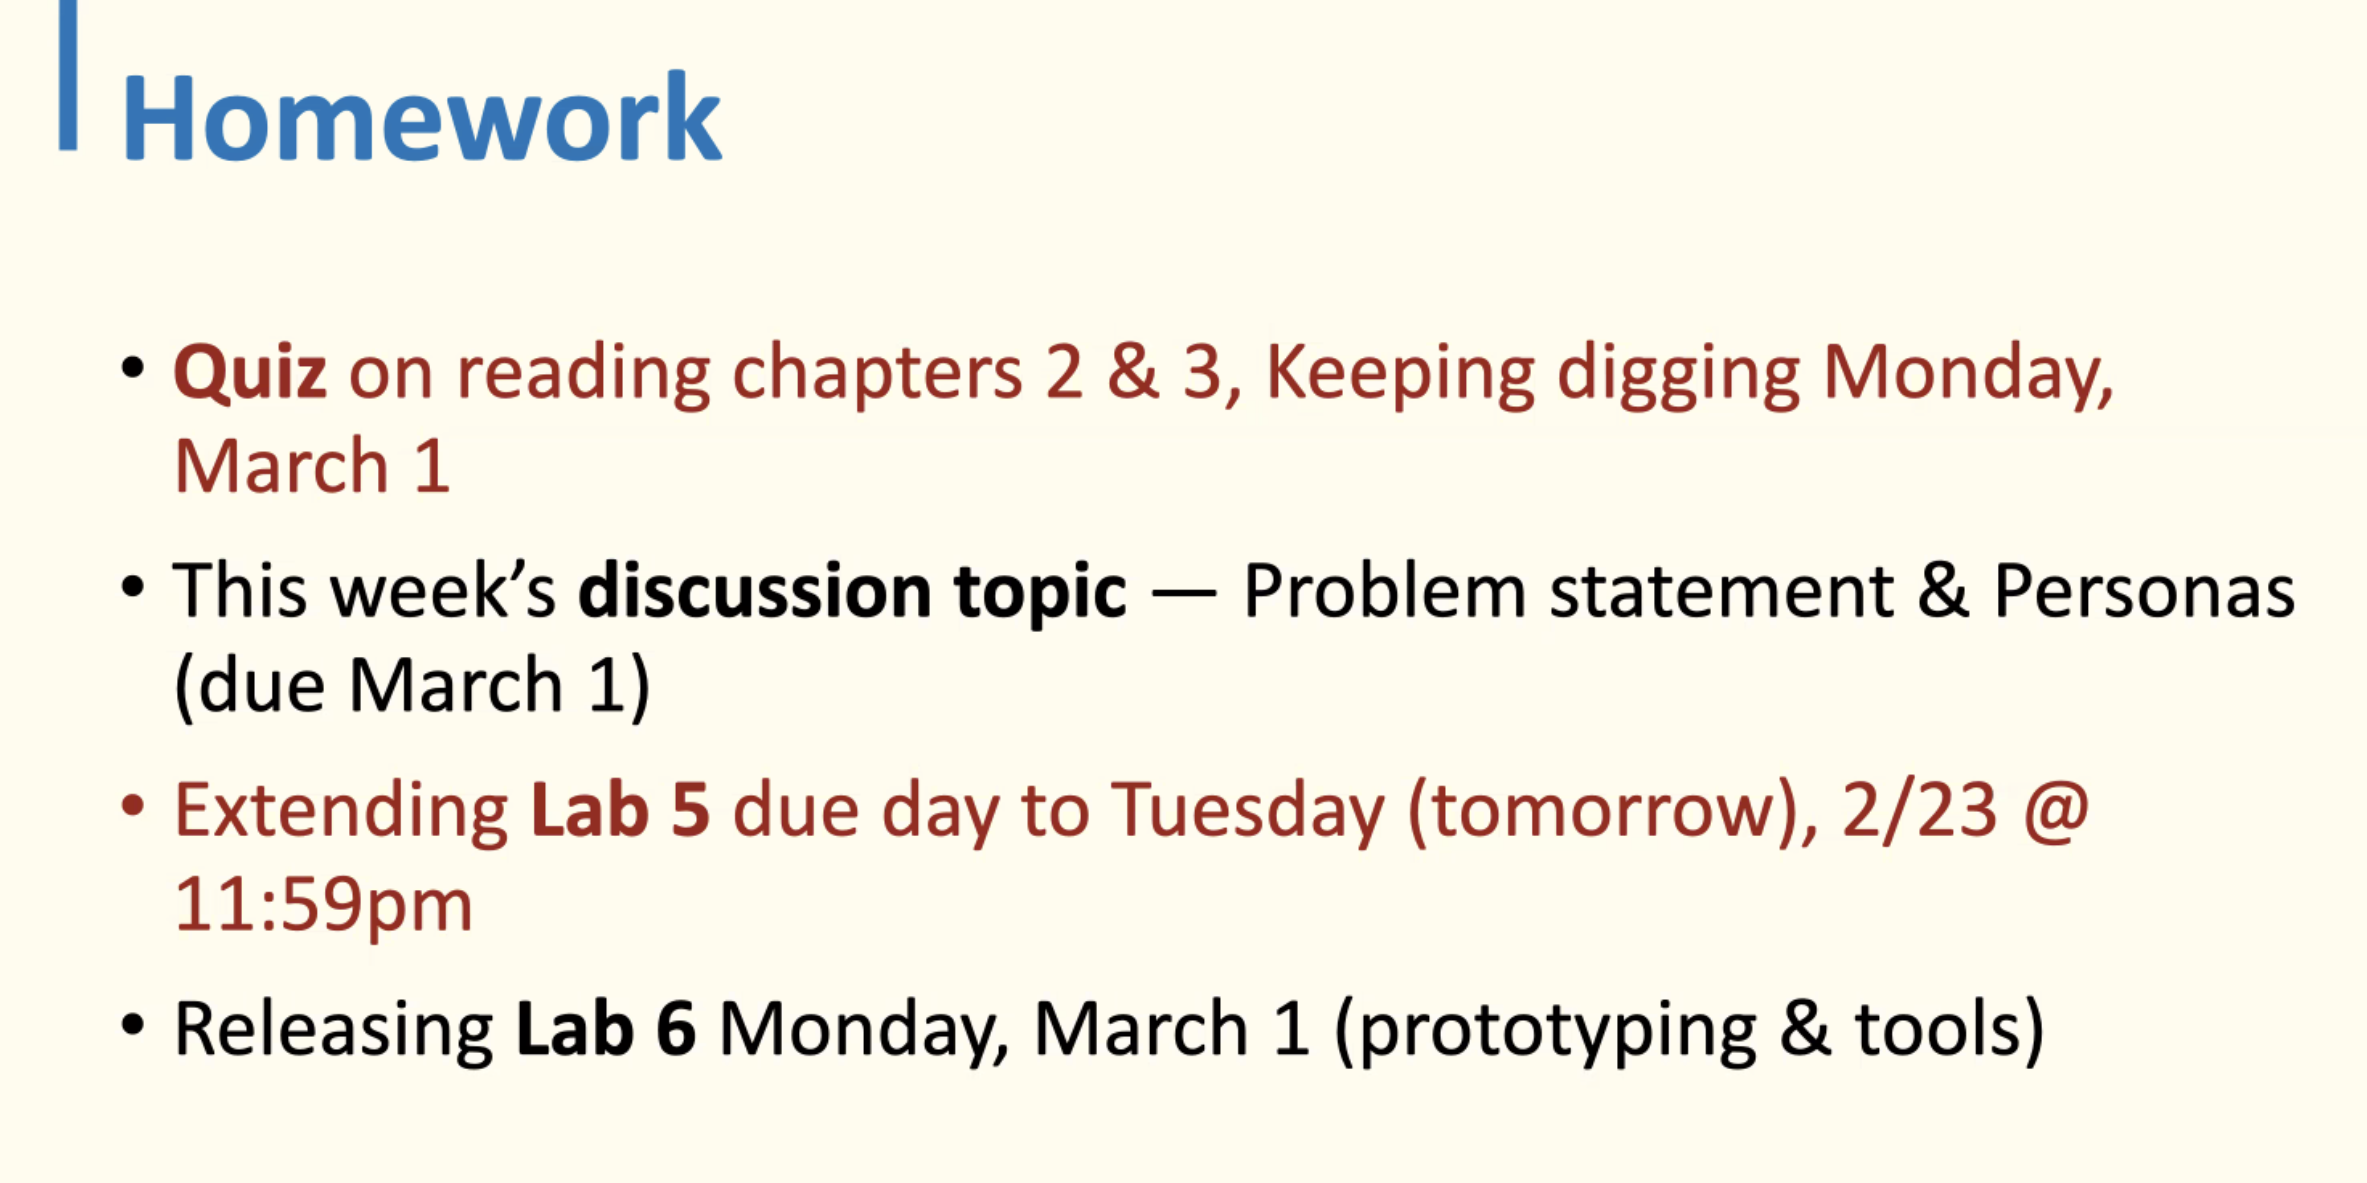 Homework
• Quiz on reading chapters 2 & 3, Keeping digging Monday,
March 1
• This week’s discussion topic — Problem statement & Personas
(due March 1)
• Extending Lab 5 due day to Tuesday (tomorrow), 2/23 @
11:59pm
• Releasing Lab 6 Monday, March 1 (prototyping & tools)